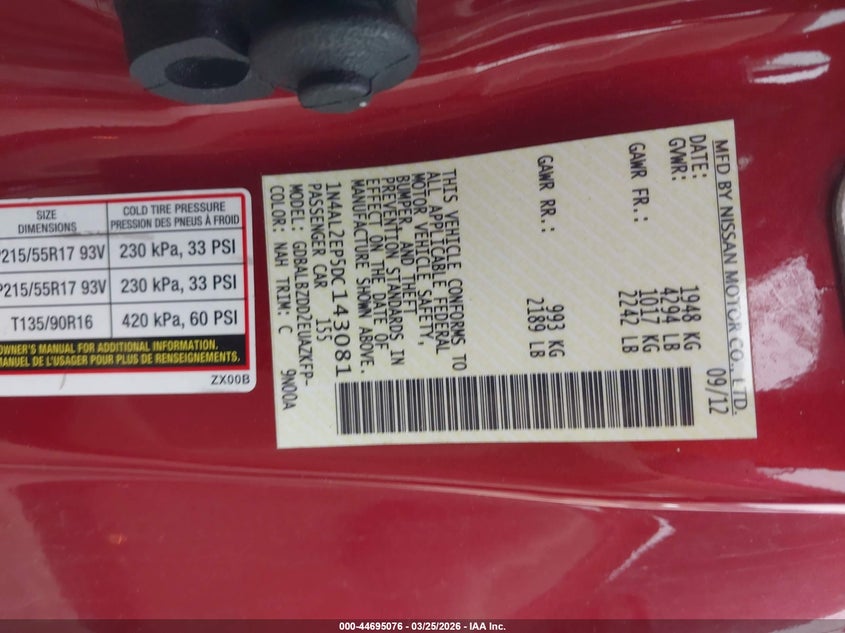 SIZE DIMENSIONS
COLD TIRE PRESSURE
PRESSION DES PNEUS À FROID
P215/55R17 93V
230 kPa, 33 PSI
P215/55R17 93V
230 kPa, 33 PSI
T135/90R16
420 kPa, 60 PSI
OWNER'S MANUAL FOR ADDITIONAL INFORMATION.
MANUEL DE L'USAGER POUR PLUS DE RENSEIGNEMENTS.
ZX00B
MFD BY NISSAN MOTOR CO., LTD.
DATE: 09/12
GVWR: 1948 KG
4294 LB
GAWR FR.: 1017 KG
2242 LB
GAWR RR.: 993 KG
2189 LB
THIS VEHICLE CONFORMS TO
ALL APPLICABLE FEDERAL
MOTOR VEHICLE SAFETY,
BUMPER, AND THEFT
PREVENTION STANDARDS IN
EFFECT ON THE DATE OF
MANUFACTURE SHOWN ABOVE.
1N4AL2EP5DC143081
PASSENGER CAR 155
MODEL: GDBALBZDD7EUAZKFP-
COLOR: NAH TRIM: C 9N00A
000-44695076 - 03/25/2026 - IAA Inc.